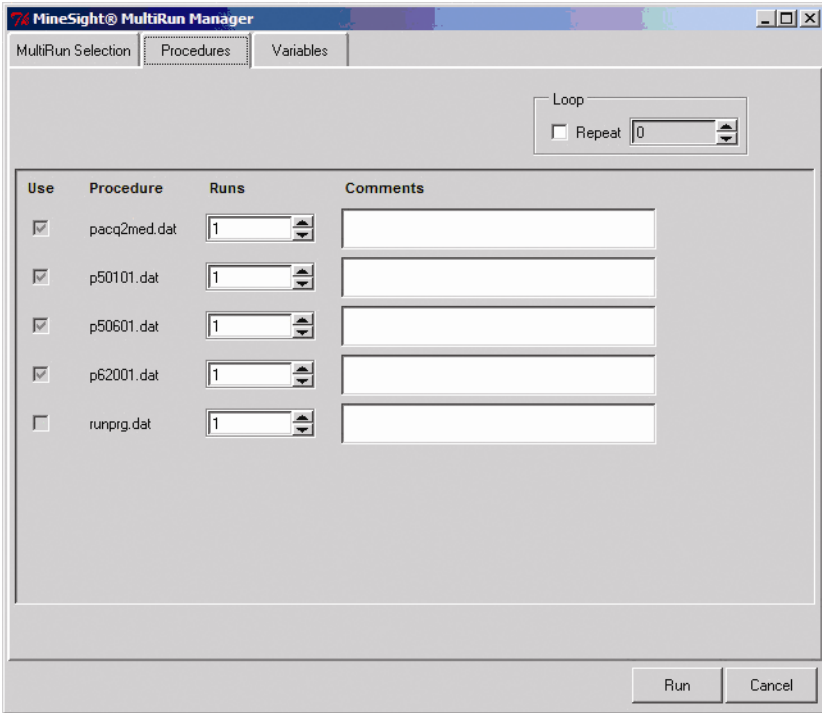 MineSight® MultiRun Manager
MultiRun Selection Procedures Variables
Loop
Repeat 0
Use Procedure Runs Comments
pacq2med.dat 1
p50101.dat 1
p50601.dat 1
p62001.dat 1
runprg.dat 1
Run Cancel